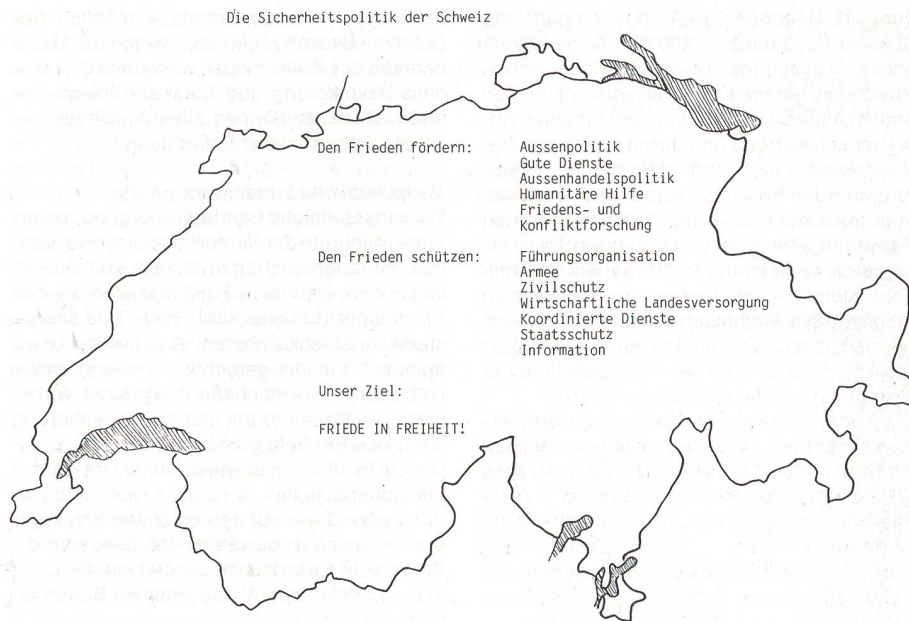 Die Sicherheitspolitik der Schweiz
Den Frieden fördern: Aussenpolitik
Gute Dienste
Aussenhandelspolitik
Humanitäre Hilfe
Friedens- und
Konfliktforschung
Den Frieden schützen: Führungsorganisation
Armee
Zivilschutz
Wirtschaftliche Landesversorgung
Koordinierte Dienste
Staatsschutz
Information
Unser Ziel:
FRIEDE IN FREIHEIT!